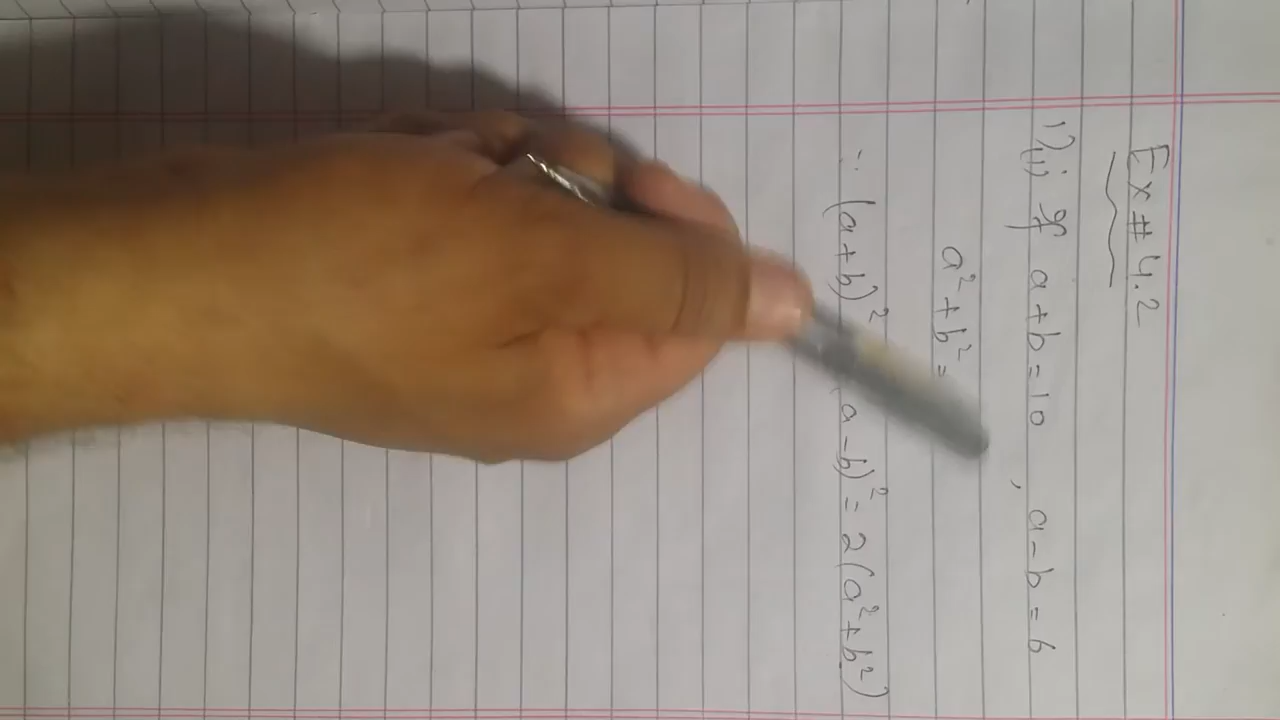 Ex # 4.2
1)(i) If a+b=10 , a-b=6
a²+b²=
∵ (a+b)² a-b)² = 2(a²+b²)